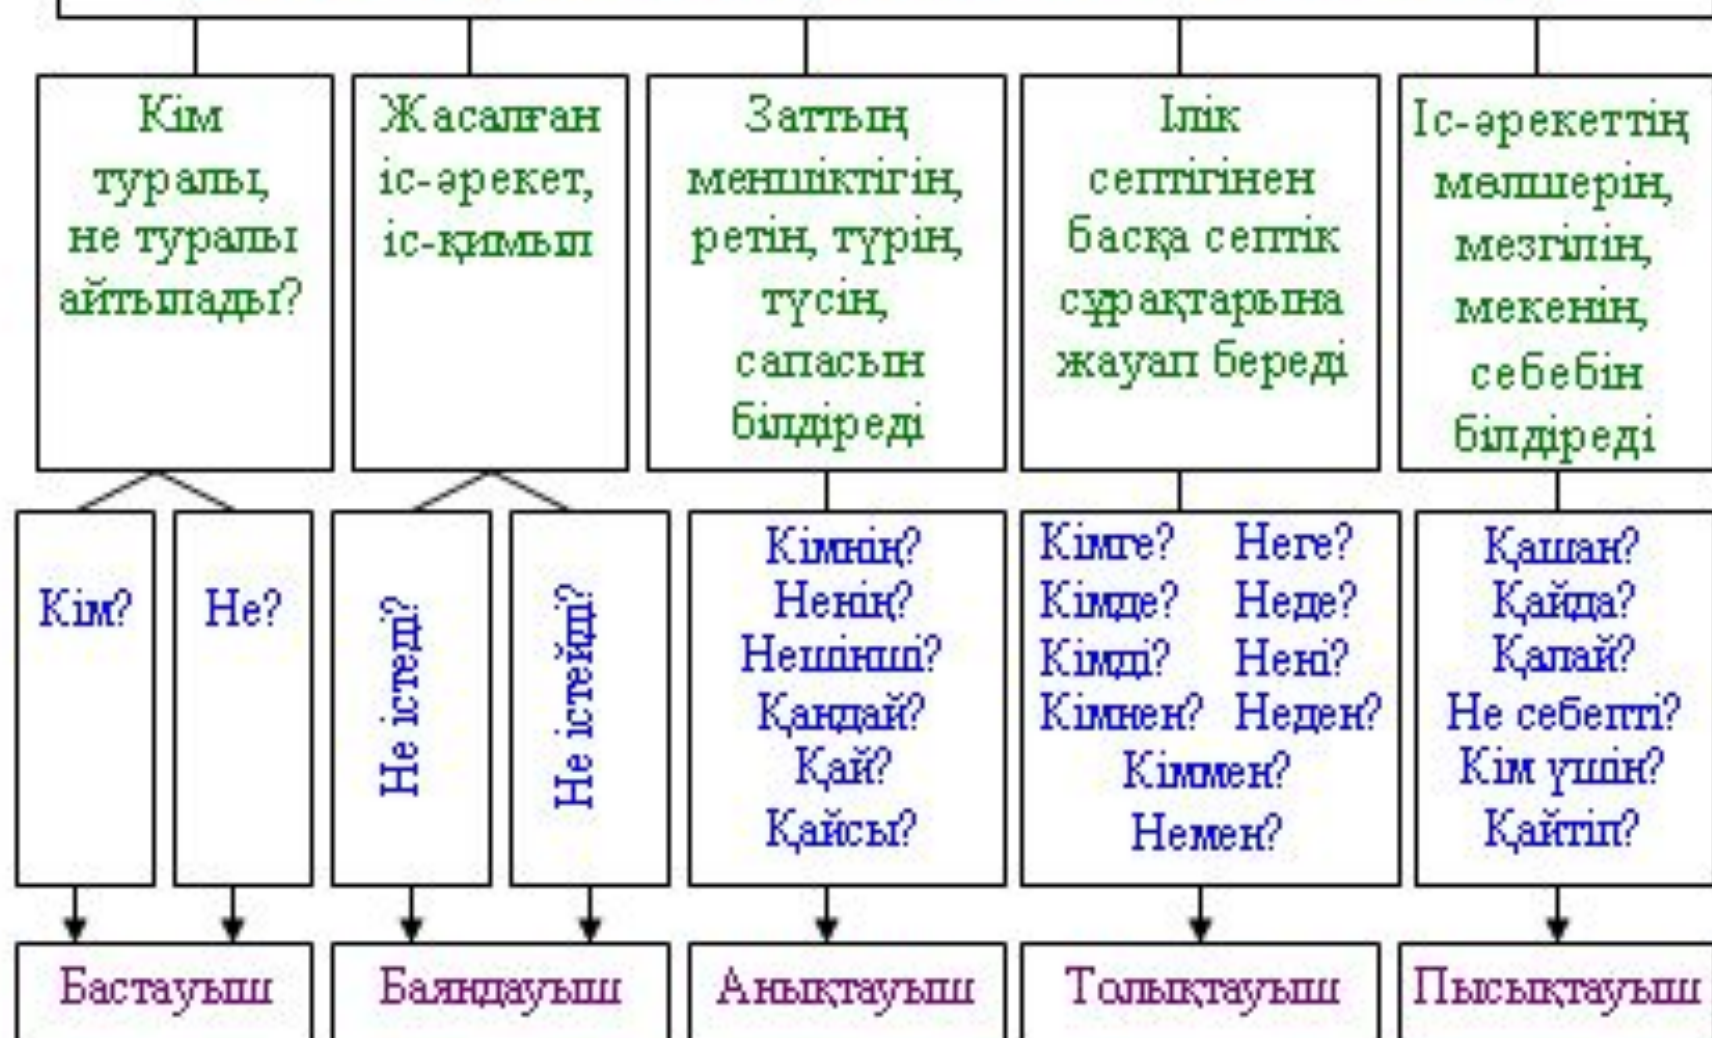 Кім
туралы,
не туралы
айтылады?
Жасалған
іс-әрекет,
іс-қимыл
Заттың
меншіктігін,
ретін, түрін,
түсін,
сапасын
білдіреді
Ілік
септігінен
басқа септік
сұрақтарына
жауап береді
Іс-әрекеттің
мөлшерін,
мезгілін,
мекенін,
себебін
білдіреді
Кім?
Не?
Не істеді?
Не істейді?
Кімнің?
Ненің?
Нешінші?
Қандай?
Қай?
Қайсы?
Кімге? Неге?
Кімде? Неде?
Кімді? Нені?
Кімнен? Неден?
Кіммен?
Немен?
Қашан?
Қайда?
Қалай?
Не себепті?
Кім үшін?
Қайтіп?
Бастауыш
Баяндауыш
Анықтауыш
Толықтауыш
Пысықтауыш